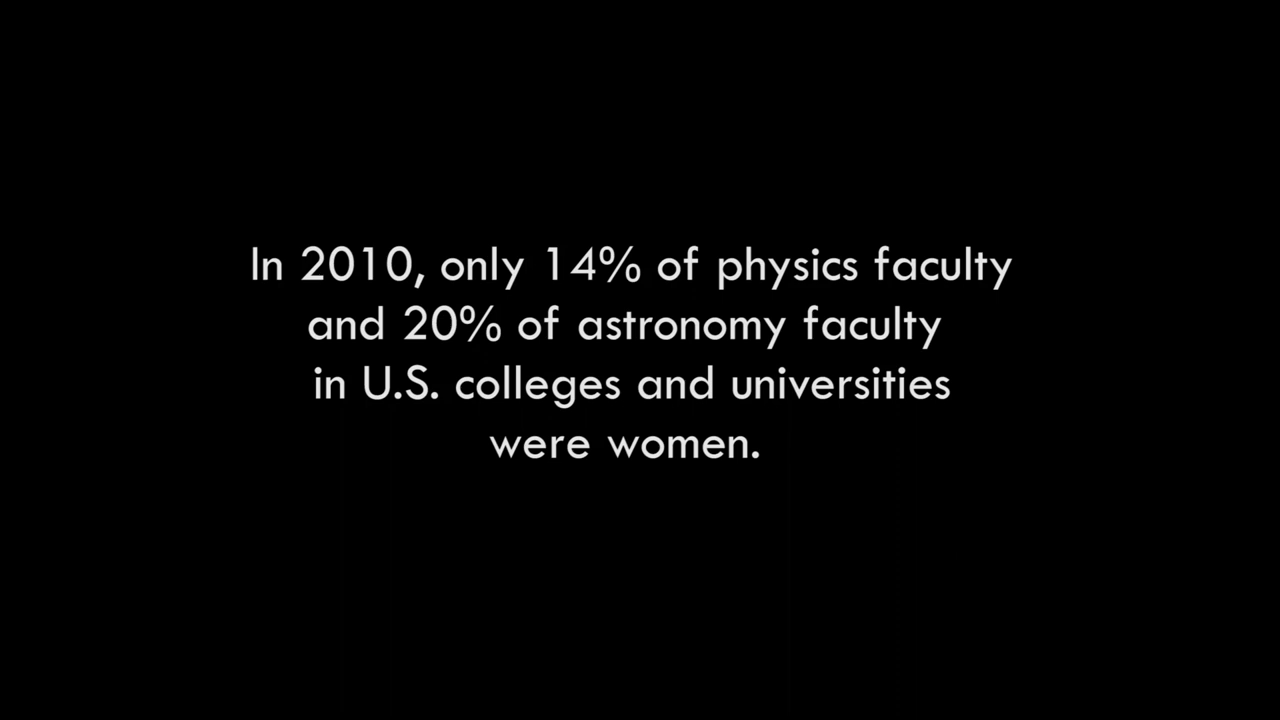 In 2010, only 14% of physics faculty
and 20% of astronomy faculty
in U.S. colleges and universities
were women.